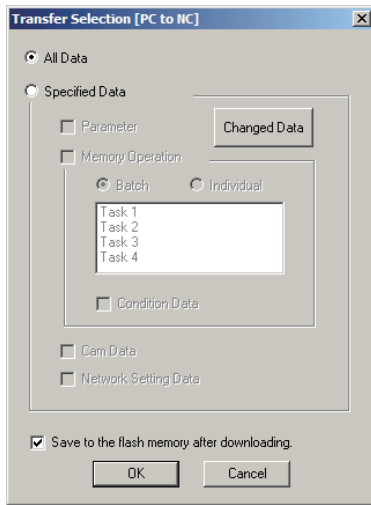 Transfer Selection [PC to NC]
All Data
Specified Data
Parameter
Changed Data
Memory Operation
Batch
Individual
Task 1
Task 2
Task 3
Task 4
Condition Data
Cam Data
Network Setting Data
Save to the flash memory after downloading.
OK
Cancel